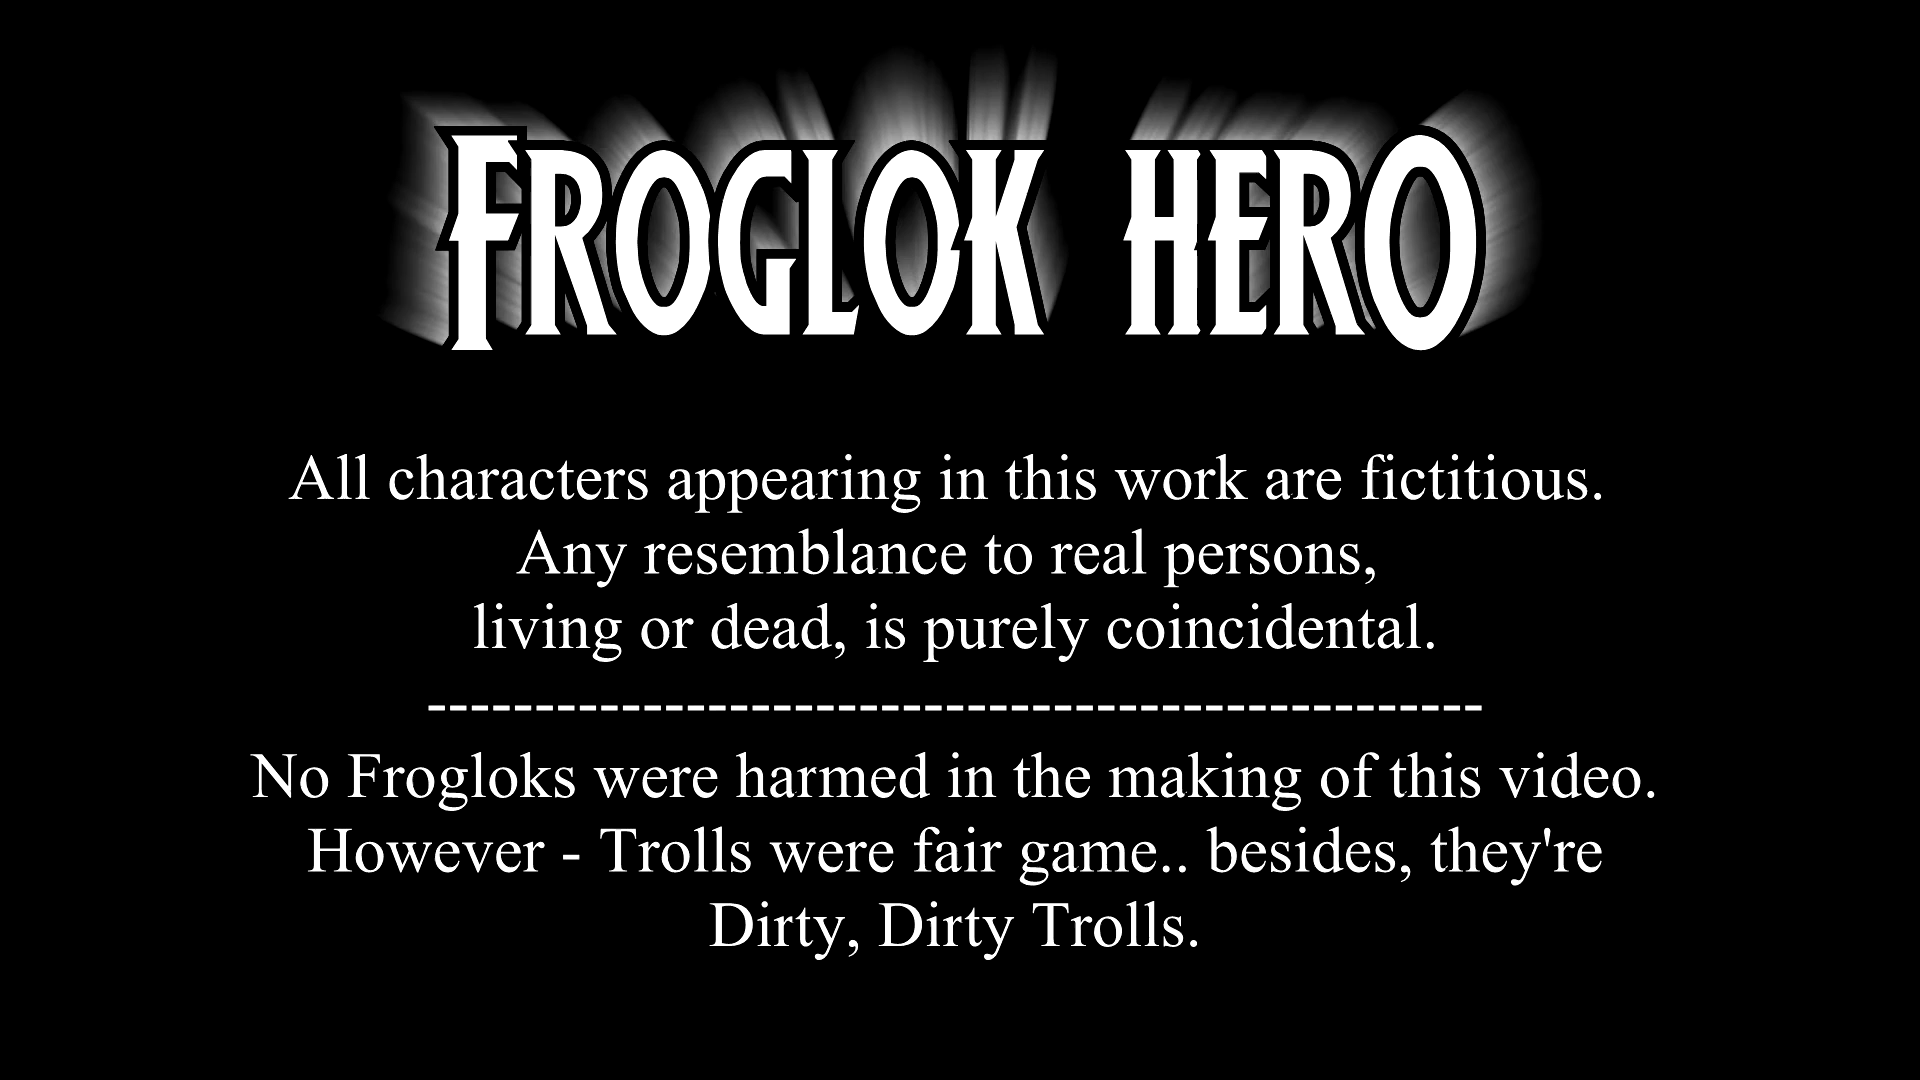 FROGLOK HERO
All characters appearing in this work are fictitious.
Any resemblance to real persons,
living or dead, is purely coincidental.
-------------------------------------------------
No Frogloks were harmed in the making of this video.
However - Trolls were fair game.. besides, they're
Dirty, Dirty Trolls.